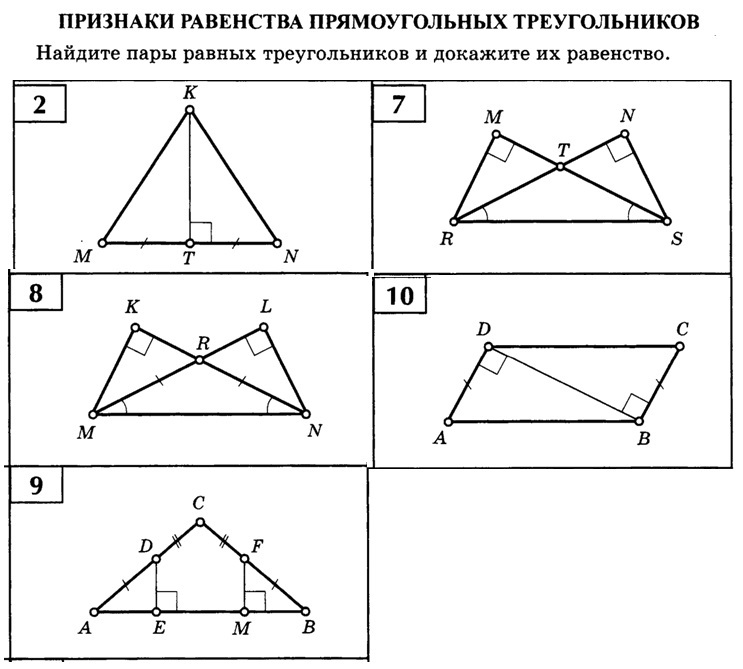 ПРИЗНАКИ РАВЕНСТВА ПРЯМОУГОЛЬНЫХ ТРЕУГОЛЬНИКОВ
Найдите пары равных треугольников и докажите их равенство.
2
K
M T N
7
M N
T
R S
8
K L
R
M N
10
D C
A B
9
C
D F
A E M B